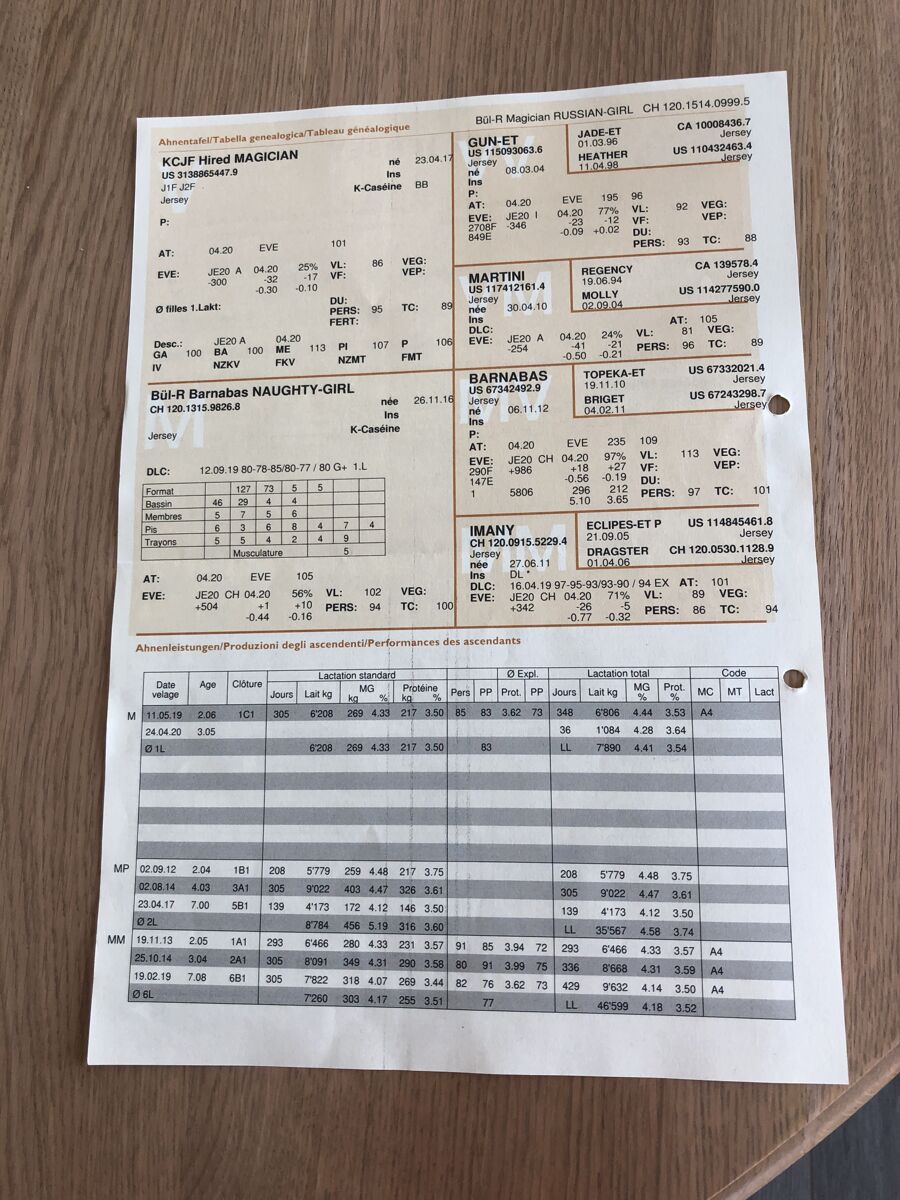 Bül-R Magician RUSSIAN-GIRL CH 120.1514.0999.5
Ahnentafel/Tabella genealogica/Tableau généalogique
KCJF Hired MAGICIAN
US 3138865447.9
né 23.04.17
J1F J2F
Ins
Jersey
K-Caséine BB
P:
AT: 04.20 EVE 101
EVE: JE20 A 04.20 25% VL: 86 VEG:
-300 -32 -17 VF: VEP:
-0.30 -0.10
DU:
Ø filles 1.Lakt: PERS: 95 TC: 89
FERT:
Desc.: JE20 A 04.20
GA 100 BA 100 ME 113 PI 107 P 106
IV NZKV FKV NZMT FMT
Bül-R Barnabas NAUGHTY-GIRL
CH 120.1315.9826.8
née 26.11.16
Ins
Jersey
K-Caséine
M
DLC: 12.09.19 80-78-85/80-77 / 80 G+ 1.L
Format 127 73 5 5
Bassin 46 29 4 4
Membres 5 7 5 6
Pis 6 3 6 8 4 7 4
Trayons 5 5 4 2 4 9
Musculature 5
AT: 04.20 EVE 105
EVE: JE20 CH 04.20 56% VL: 102 VEG:
+504 +1 +10 PERS: 94 TC: 100
-0.44 -0.16
GUN-ET
US 115093063.6
Jersey
né 08.03.04
Ins
P:
JADE-ET CA 10008436.7
01.03.96 Jersey
HEATHER US 110432463.4
11.04.98 Jersey
AT: 04.20 EVE 195 96
EVE: JE20 I 04.20 77% VL: 92 VEG:
2708F -346 -23 -12 VF: VEP:
849E -0.09 +0.02 DU:
PERS: 93 TC: 88
MARTINI
US 117412161.4
Jersey
née 30.04.10
Ins
DLC:
REGENCY CA 139578.4
19.06.94 Jersey
MOLLY US 114277590.0
02.09.04 Jersey
AT: 105
EVE: JE20 A 04.20 24% VL: 81 VEG:
-254 -41 -21 PERS: 96 TC: 89
-0.50 -0.21
BARNABAS
US 67342492.9
Jersey
né 06.11.12
Ins
P:
TOPEKA-ET US 67332021.4
19.11.10 Jersey
BRIGET US 67243298.7
04.02.11 Jersey
AT: 04.20 EVE 235 109
EVE: JE20 CH 04.20 97% VL: 113 VEG:
290F +986 +18 +27 VF: VEP:
147E -0.56 -0.19 DU:
1 5806 296 212 PERS: 97 TC: 101
5.10 3.65
IMANY
CH 120.0915.5229.4
Jersey
née 27.06.11
Ins DL *
ECLIPES-ET P US 114845461.8
21.09.05 Jersey
DRAGSTER CH 120.0530.1128.9
01.04.06 Jersey
DLC: 16.04.19 97-95-93/93-90 / 94 EX AT: 101
EVE: JE20 CH 04.20 71% VL: 89 VEG:
+342 -26 -5 PERS: 86 TC: 94
-0.77 -0.32
Ahnenleistungen/Produzioni degli ascendenti/Performances des ascendants
Lactation standard Ø Expl. Lactation total Code
Date velage Age Clôture Jours Lait kg MG kg % Protéine kg % Pers PP Prot. PP Jours Lait kg MG % Prot. % MC MT Lact
M 11.05.19 2.06 1C1 305 6'208 269 4.33 217 3.50 85 83 3.62 73 348 6'806 4.44 3.53 A4
24.04.20 3.05 36 1'084 4.28 3.64
Ø 1L 6'208 269 4.33 217 3.50 83 LL 7'890 4.41 3.54
MP 02.09.12 2.04 1B1 208 5'779 259 4.48 217 3.75 208 5'779 4.48 3.75
02.08.14 4.03 3A1 305 9'022 403 4.47 326 3.61 305 9'022 4.47 3.61
23.04.17 7.00 5B1 139 4'173 172 4.12 146 3.50 139 4'173 4.12 3.50
Ø 2L 8'784 456 5.19 316 3.60 LL 35'567 4.58 3.74
MM 19.11.13 2.05 1A1 293 6'466 280 4.33 231 3.57 91 85 3.94 72 293 6'466 4.33 3.57 A4
25.10.14 3.04 2A1 305 8'091 349 4.31 290 3.58 80 91 3.99 75 336 8'668 4.31 3.59 A4
19.02.19 7.08 6B1 305 7'822 318 4.07 269 3.44 82 76 3.62 73 429 9'632 4.14 3.50 A4
Ø 6L 7'260 303 4.17 255 3.51 77 LL 46'599 4.18 3.52